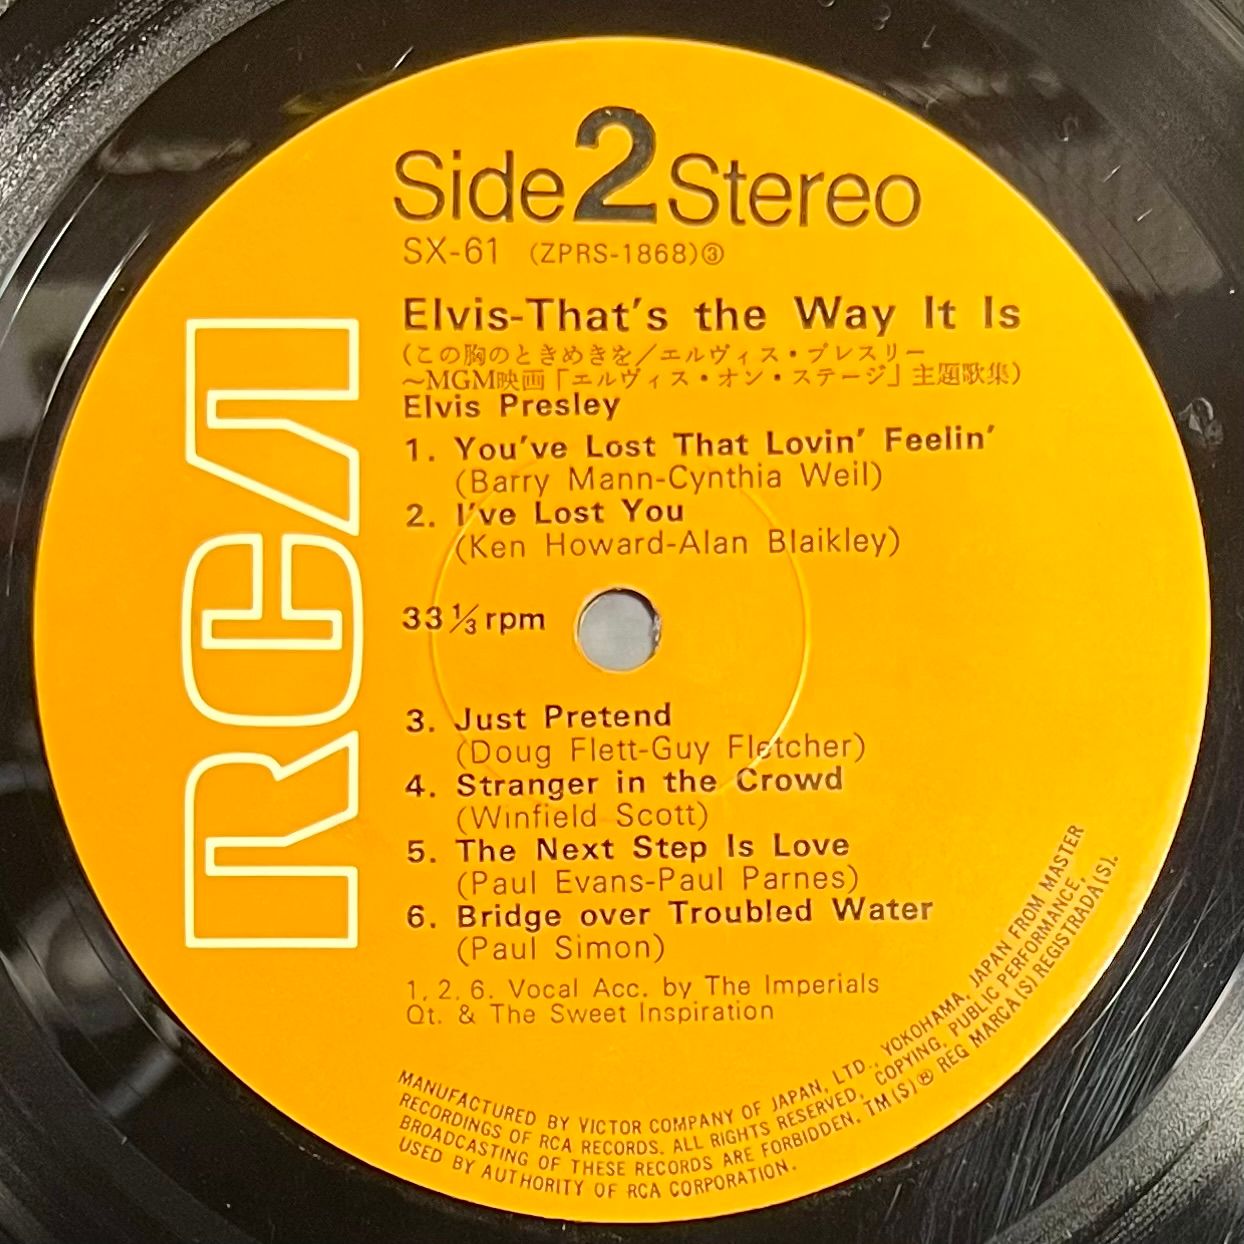 Side 2 Stereo
SX-61 (ZPRS-1868)③
Elvis-That's the Way It Is
(この胸のときめきを/エルヴィス・プレスリー
〜MGM映画「エルヴィス・オン・ステージ」主題歌集)
Elvis Presley
1. You've Lost That Lovin' Feelin'
(Barry Mann-Cynthia Weil)
2. I've Lost You
(Ken Howard-Alan Blaikley)
33⅓rpm
3. Just Pretend
(Doug Flett-Guy Fletcher)
4. Stranger in the Crowd
(Winfield Scott)
5. The Next Step Is Love
(Paul Evans-Paul Parnes)
6. Bridge over Troubled Water
(Paul Simon)
1, 2, 6. Vocal Acc. by The Imperials
Qt. & The Sweet Inspiration
RCA
MANUFACTURED BY VICTOR COMPANY OF JAPAN, LTD., YOKOHAMA, JAPAN FROM MASTER
RECORDINGS OF RCA RECORDS. ALL RIGHTS RESERVED, COPYING, PUBLIC PERFORMANCE,
BROADCASTING OF THESE RECORDS ARE FORBIDDEN. TM(S)® REG MARCA(S) REGISTRADA(S).
USED BY AUTHORITY OF RCA CORPORATION.